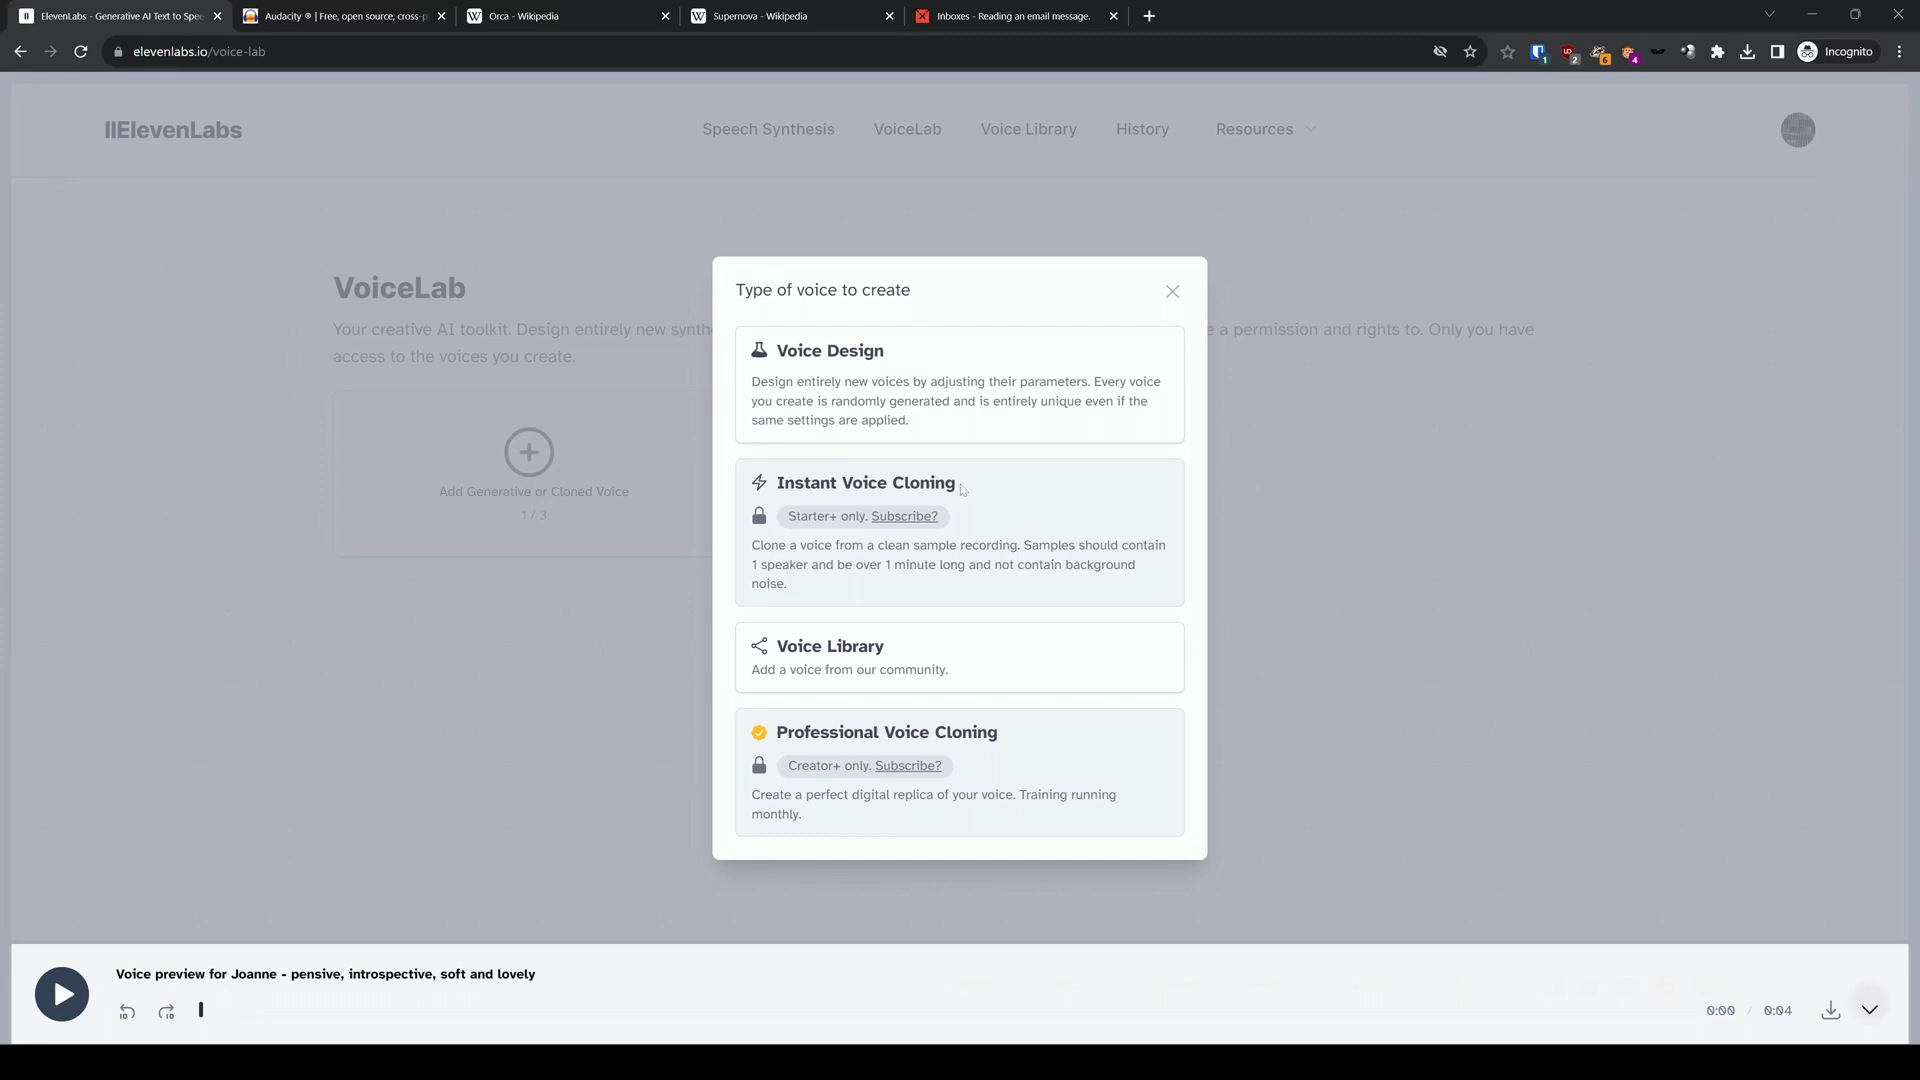 ElevenLabs - Generative AI Text to Spee
Audacity ® | Free, open source, cross-p
Orca - Wikipedia
Supernova - Wikipedia
Inboxes - Reading an email message.
elevenlabs.io/voice-lab
1
2
6
4
Incognito
IIElevenLabs
Speech Synthesis
VoiceLab
Voice Library
History
Resources
VoiceLab
Your creative AI toolkit. Design entirely new synth
e a permission and rights to. Only you have
access to the voices you create.
Add Generative or Cloned Voice
1 / 3
Type of voice to create
Voice Design
Design entirely new voices by adjusting their parameters. Every voice
you create is randomly generated and is entirely unique even if the
same settings are applied.
Instant Voice Cloning
Starter+ only. Subscribe?
Clone a voice from a clean sample recording. Samples should contain
1 speaker and be over 1 minute long and not contain background
noise.
Voice Library
Add a voice from our community.
Professional Voice Cloning
Creator+ only. Subscribe?
Create a perfect digital replica of your voice. Training running
monthly.
Voice preview for Joanne - pensive, introspective, soft and lovely
10
10
0:00 / 0:04